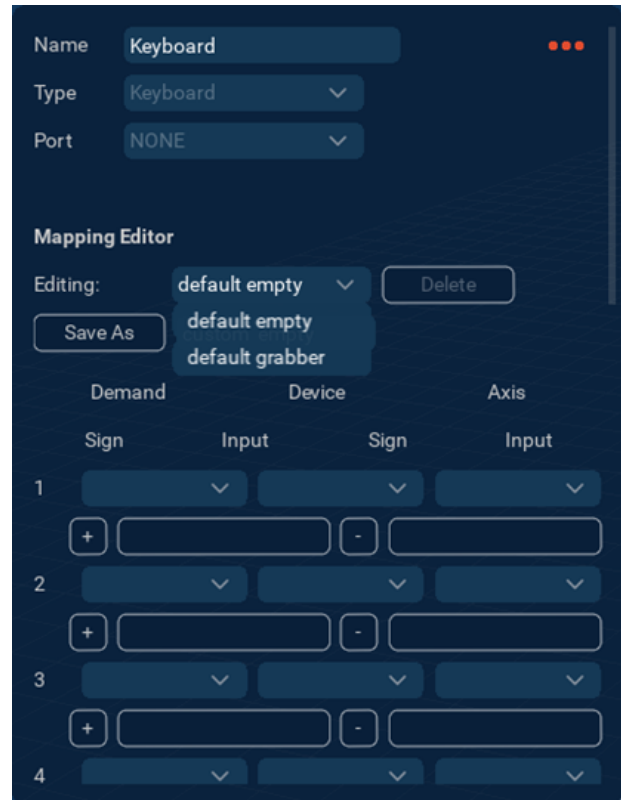 Name Keyboard
Type Keyboard
Port NONE
Mapping Editor
Editing: default empty Delete
Save As default empty
default grabber
Demand Device Axis
Sign Input Sign Input
1
+ -
2
+ -
3
+ -
4